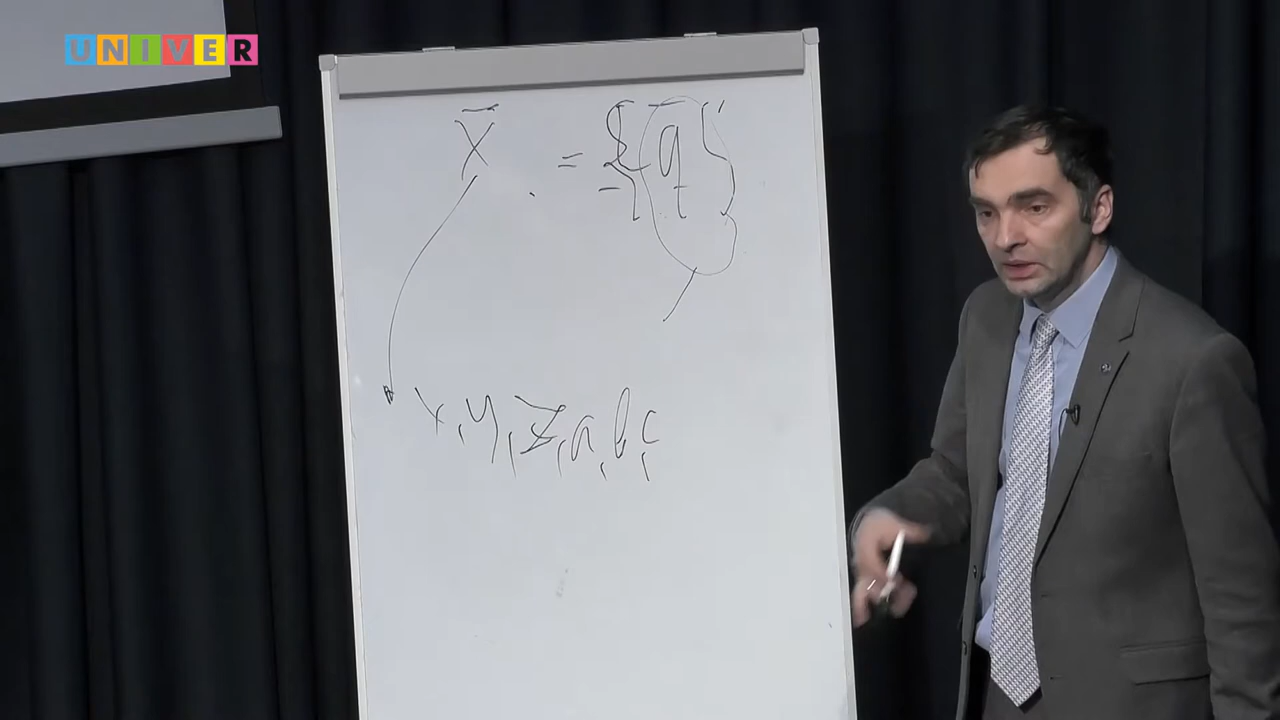 UNIVER
x̄ = {q̄}
x, y, z, a, b, c,